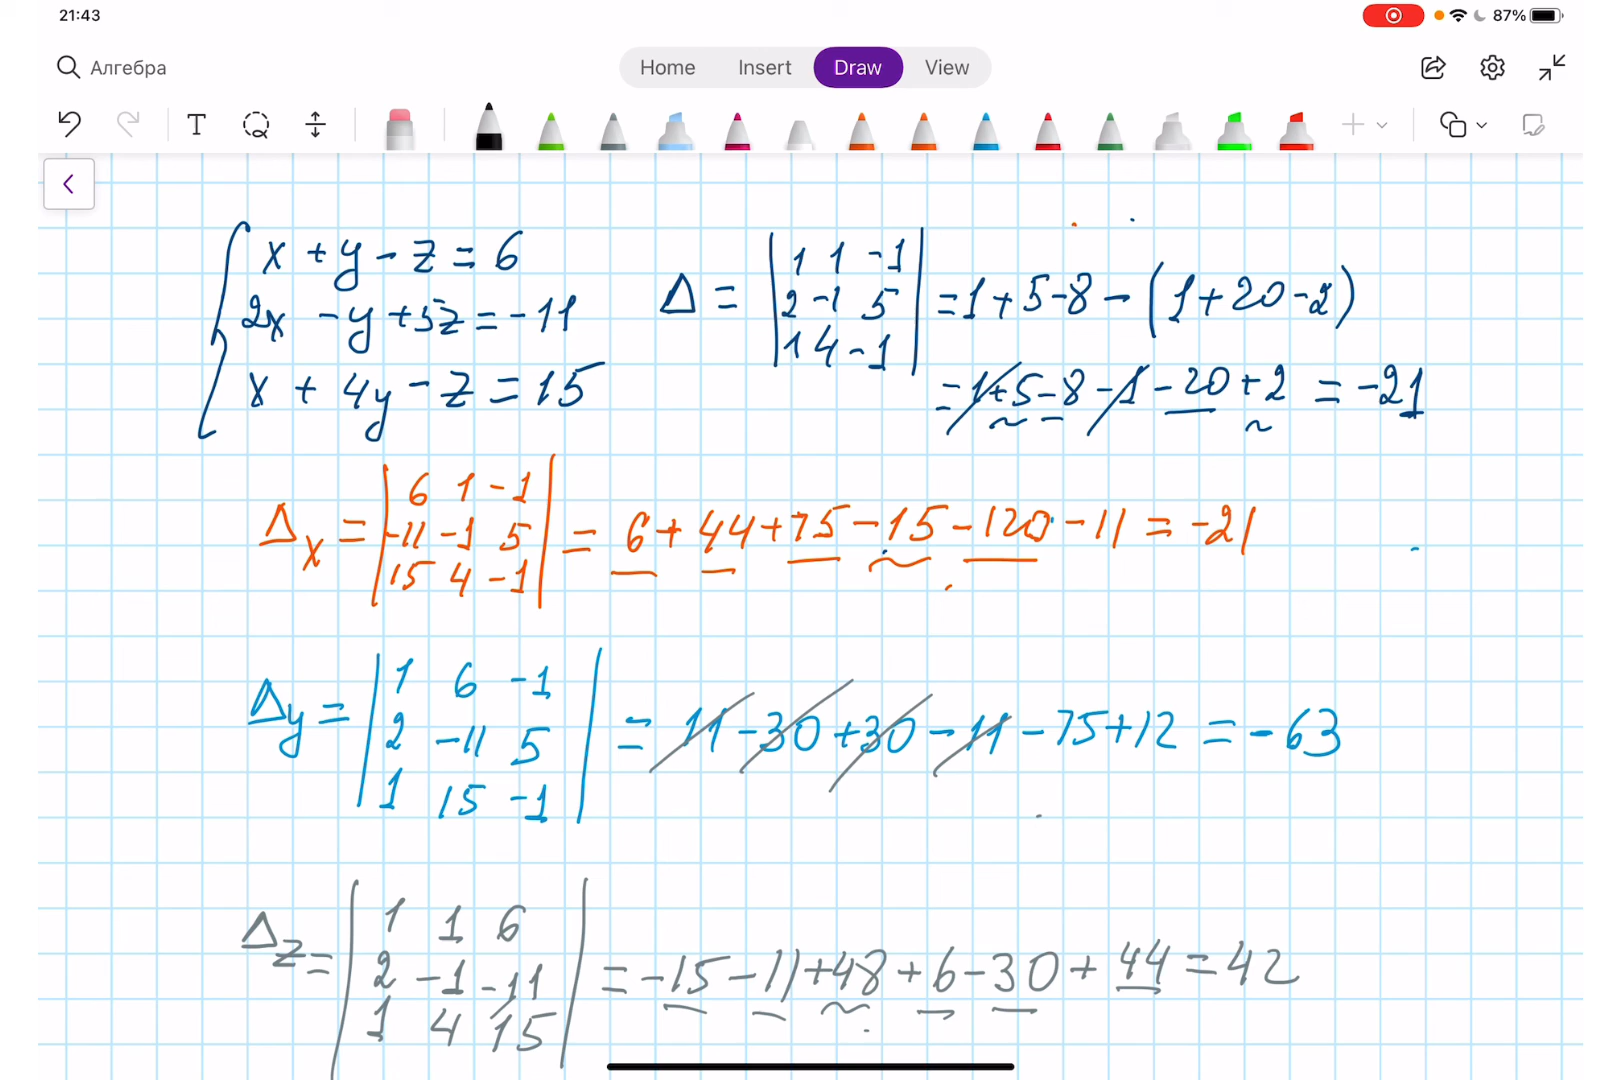 21:43
87%
Алгебра
Home Insert Draw View
T
x + y - z = 6
2x - y + 5z = -11
x + 4y - z = 15
Δ = | 1 1 -1 | = 1 + 5 - 8 - (1 + 20 - 2)
| 2 -1 5 |
| 1 4 -1 |
= 1 + 5 - 8 - 1 - 20 + 2 = -21
Δx = | 6 1 -1 |
| -11 -1 5 | = 6 + 44 + 75 - 15 - 120 - 11 = -21
| 15 4 -1 |
Δy = | 1 6 -1 |
| 2 -11 5 | = 11 - 30 + 30 - 11 - 75 + 12 = -63
| 1 15 -1 |
Δz = | 1 1 6 |
| 2 -1 -11 | = -15 - 11 + 48 + 6 - 30 + 44 = 42
| 1 4 15 |